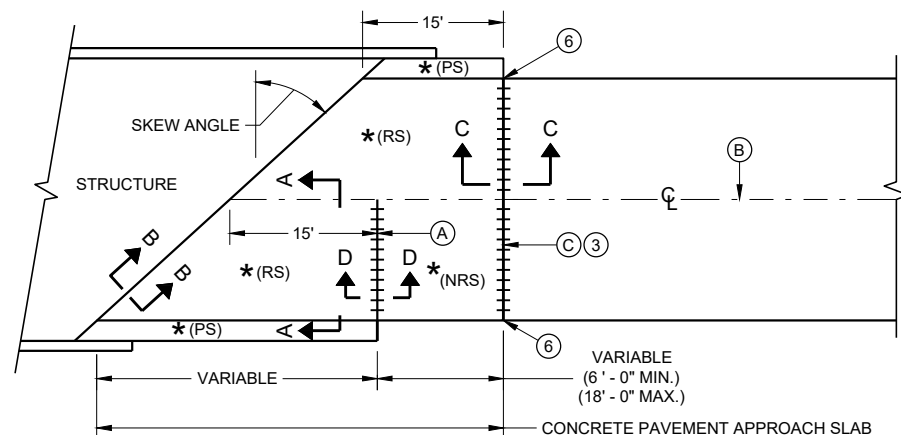 15'
6
*(PS)
SKEW ANGLE
*(RS)
C
C
B
STRUCTURE
A
℄
15'
A
B
B
*(RS)
D
D
*(NRS)
C 3
*(PS)
A
6
VARIABLE
VARIABLE
(6 ' - 0" MIN.)
(18' - 0" MAX.)
CONCRETE PAVEMENT APPROACH SLAB